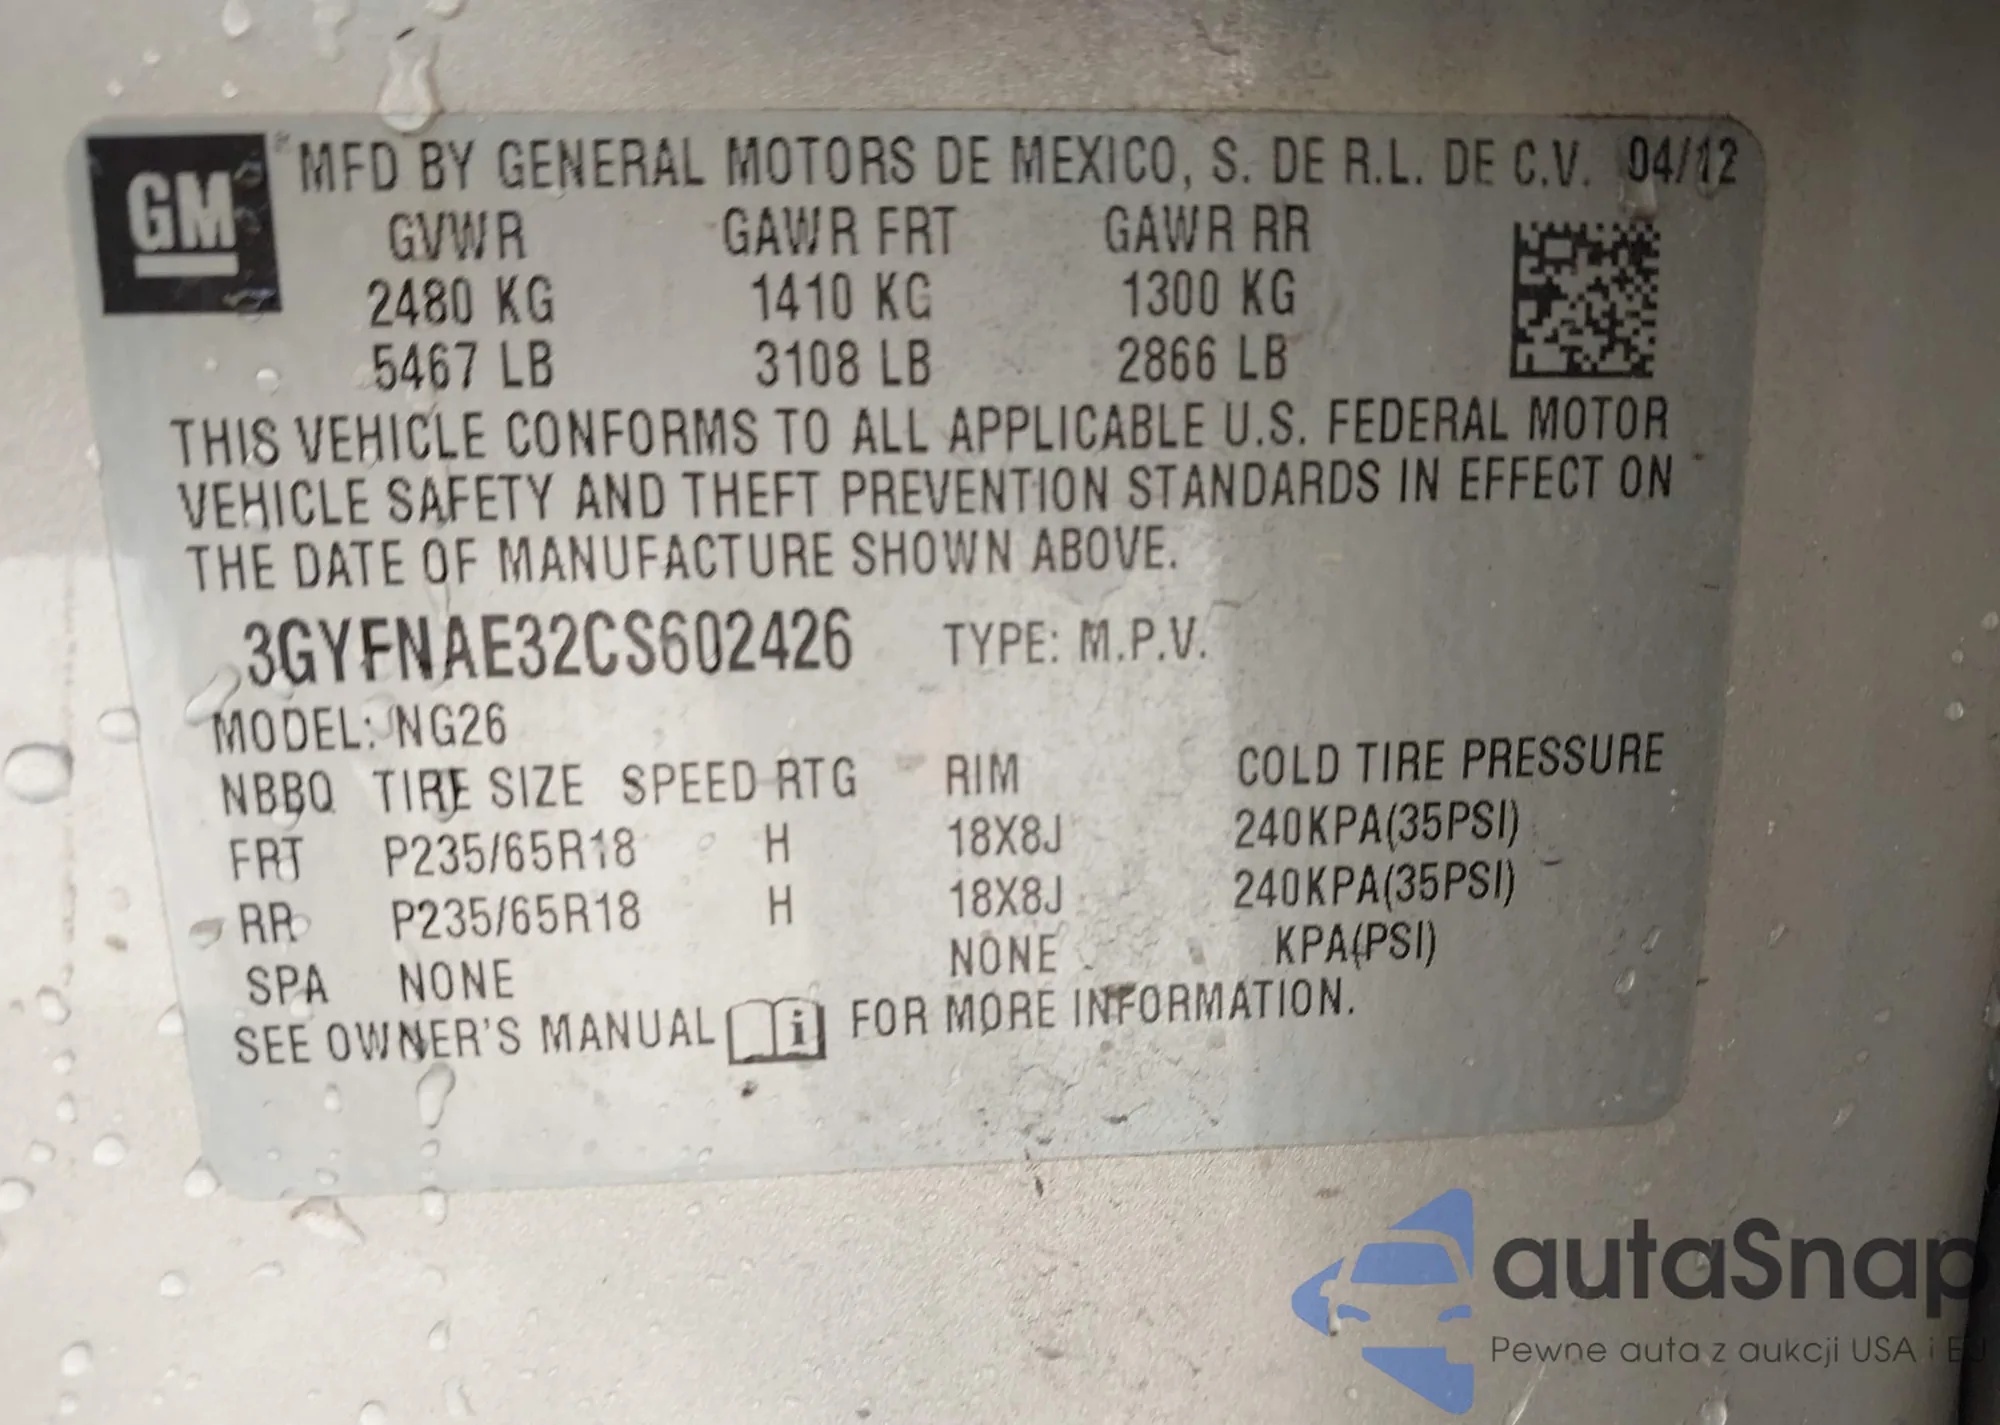 GM
MFD BY GENERAL MOTORS DE MEXICO, S. DE R.L. DE C.V. 04/12
GVWR GAWR FRT GAWR RR
2480 KG 1410 KG 1300 KG
5467 LB 3108 LB 2866 LB
THIS VEHICLE CONFORMS TO ALL APPLICABLE U.S. FEDERAL MOTOR
VEHICLE SAFETY AND THEFT PREVENTION STANDARDS IN EFFECT ON
THE DATE OF MANUFACTURE SHOWN ABOVE.
3GYFNAE32CS602426 TYPE: M.P.V.
MODEL: NG26
NBBQ TIRE SIZE SPEED RTG RIM COLD TIRE PRESSURE
FRT P235/65R18 H 18X8J 240KPA(35PSI)
RR P235/65R18 H 18X8J 240KPA(35PSI)
SPA NONE NONE KPA(PSI)
SEE OWNER'S MANUAL i FOR MORE INFORMATION.
autaSnap
Pewne auta z aukcji USA i EU